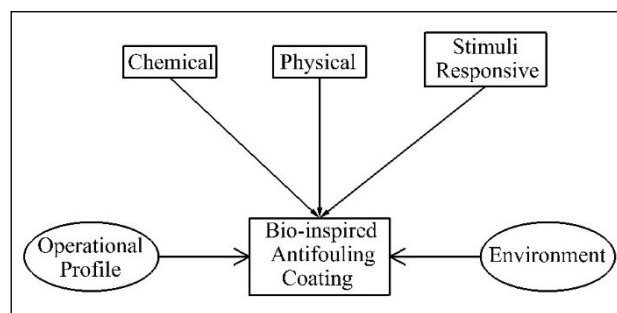 Chemical
Physical
Stimuli
Responsive
Operational
Profile
Bio-inspired
Antifouling
Coating
Environment